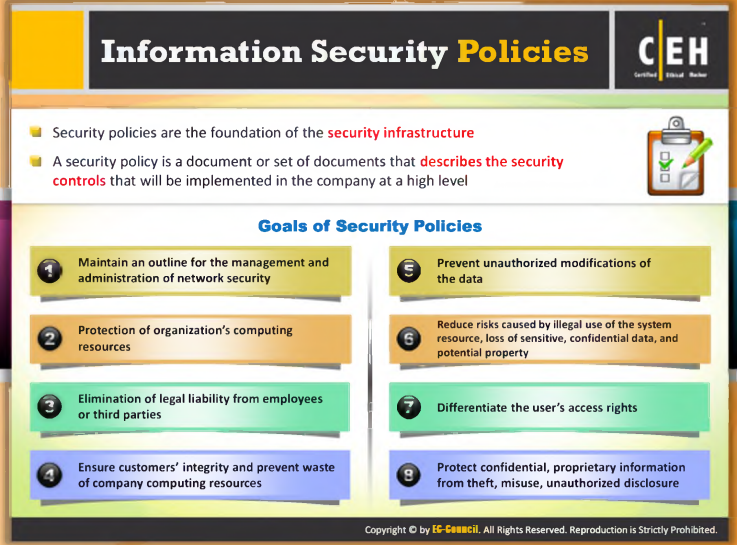 Information Security Policies
CEH
Certified Ethical Hacker
Security policies are the foundation of the security infrastructure
A security policy is a document or set of documents that describes the security
controls that will be implemented in the company at a high level
Goals of Security Policies
1
Maintain an outline for the management and
administration of network security
2
Protection of organization's computing
resources
3
Elimination of legal liability from employees
or third parties
4
Ensure customers' integrity and prevent waste
of company computing resources
5
Prevent unauthorized modifications of
the data
6
Reduce risks caused by illegal use of the system
resource, loss of sensitive, confidential data, and
potential property
7
Differentiate the user's access rights
8
Protect confidential, proprietary information
from theft, misuse, unauthorized disclosure
Copyright © by EC-Council. All Rights Reserved. Reproduction is Strictly Prohibited.